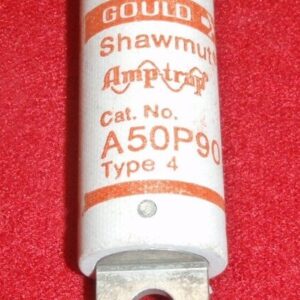 GOULD
Shawmut
Amp-trap
Cat. No.
A50P90
Type 4